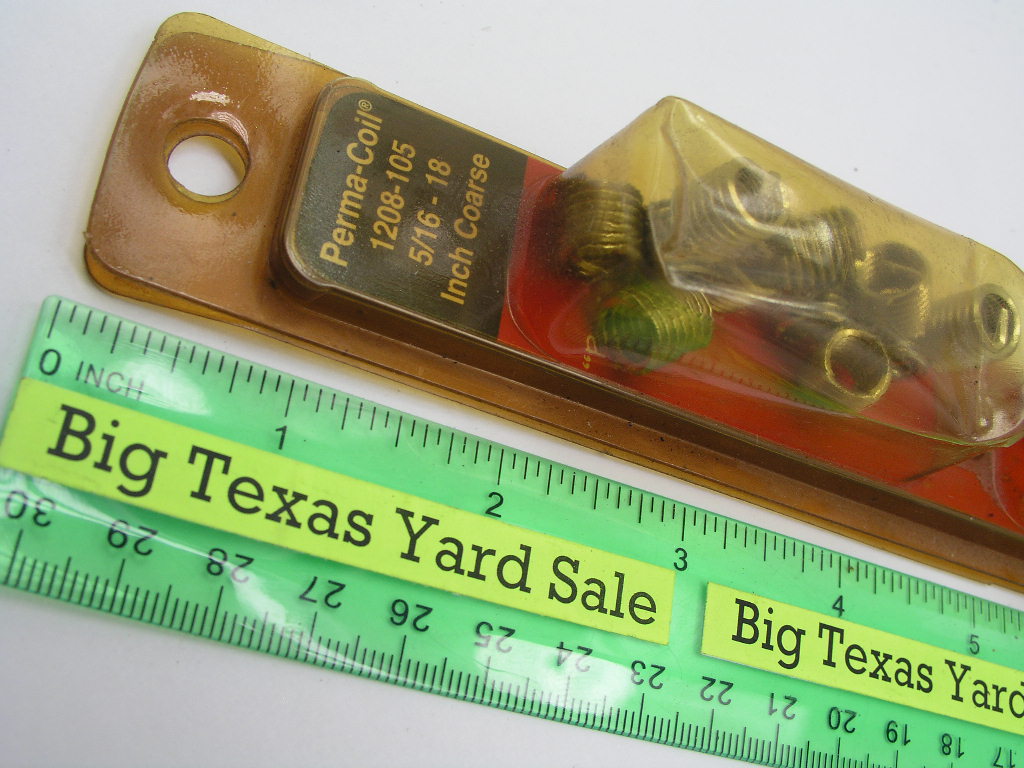 Perma-Coil®
1208-105
5/16 - 18
Inch Coarse
0 INCH 1 2 3 4 5
Big Texas Yard Sale
Big Texas Yard
30 29 28 27 26 25 24 23 22 21 20 19 18 17